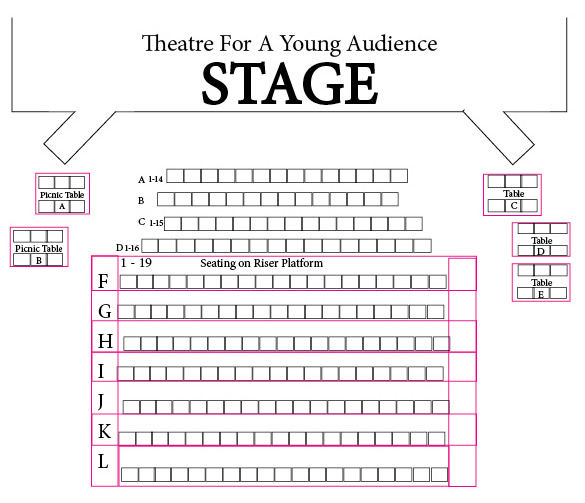 Theatre For A Young Audience
STAGE
A 1-14
B
C 1-15
D 1-16
Picnic Table
A
Picnic Table
B
Table
C
Table
D
Table
E
1 - 19 Seating on Riser Platform
F
G
H
I
J
K
L